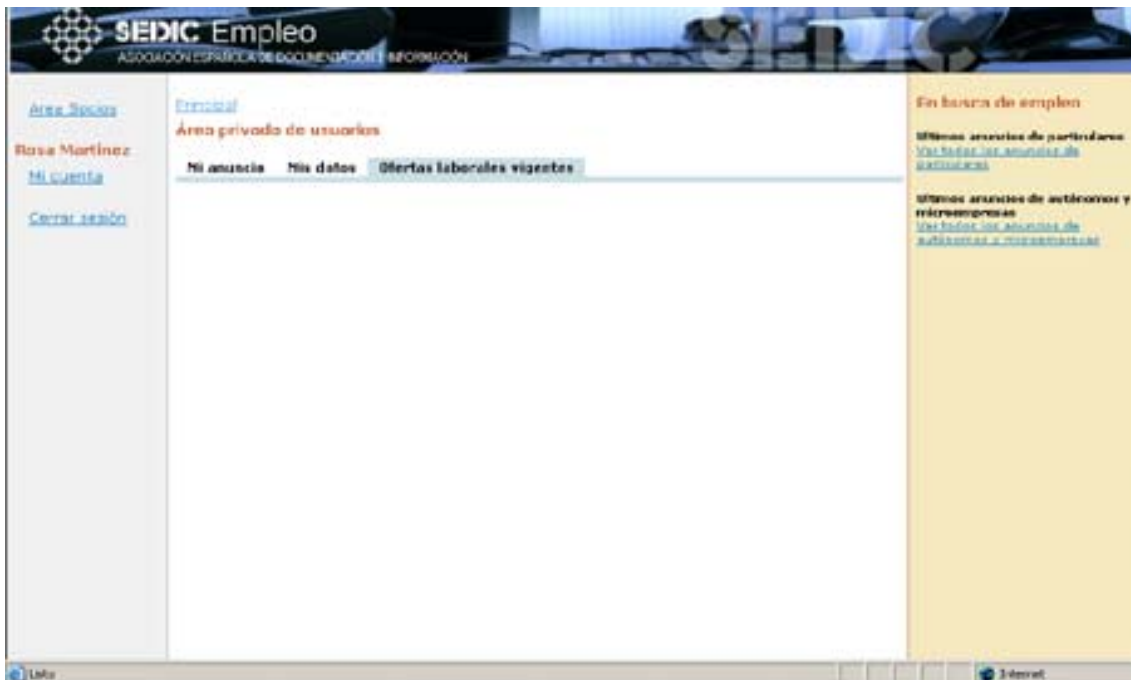 SEDIC Empleo
ASOCIACIÓN ESPAÑOLA DE DOCUMENTACIÓN E INFORMACIÓN
SEDIC
Area Socios
Rosa Martínez
Mi cuenta
Cerrar sesión
Principal
Área privada de usuarios
Mi anuncio Mis datos Ofertas laborales vigentes
En busca de empleo
Últimos anuncios de particulares
Ver todos los anuncios de
particulares
Últimos anuncios de autónomos y
microempresas
Ver todos los anuncios de
autónomos y microempresas
Listo
Internet